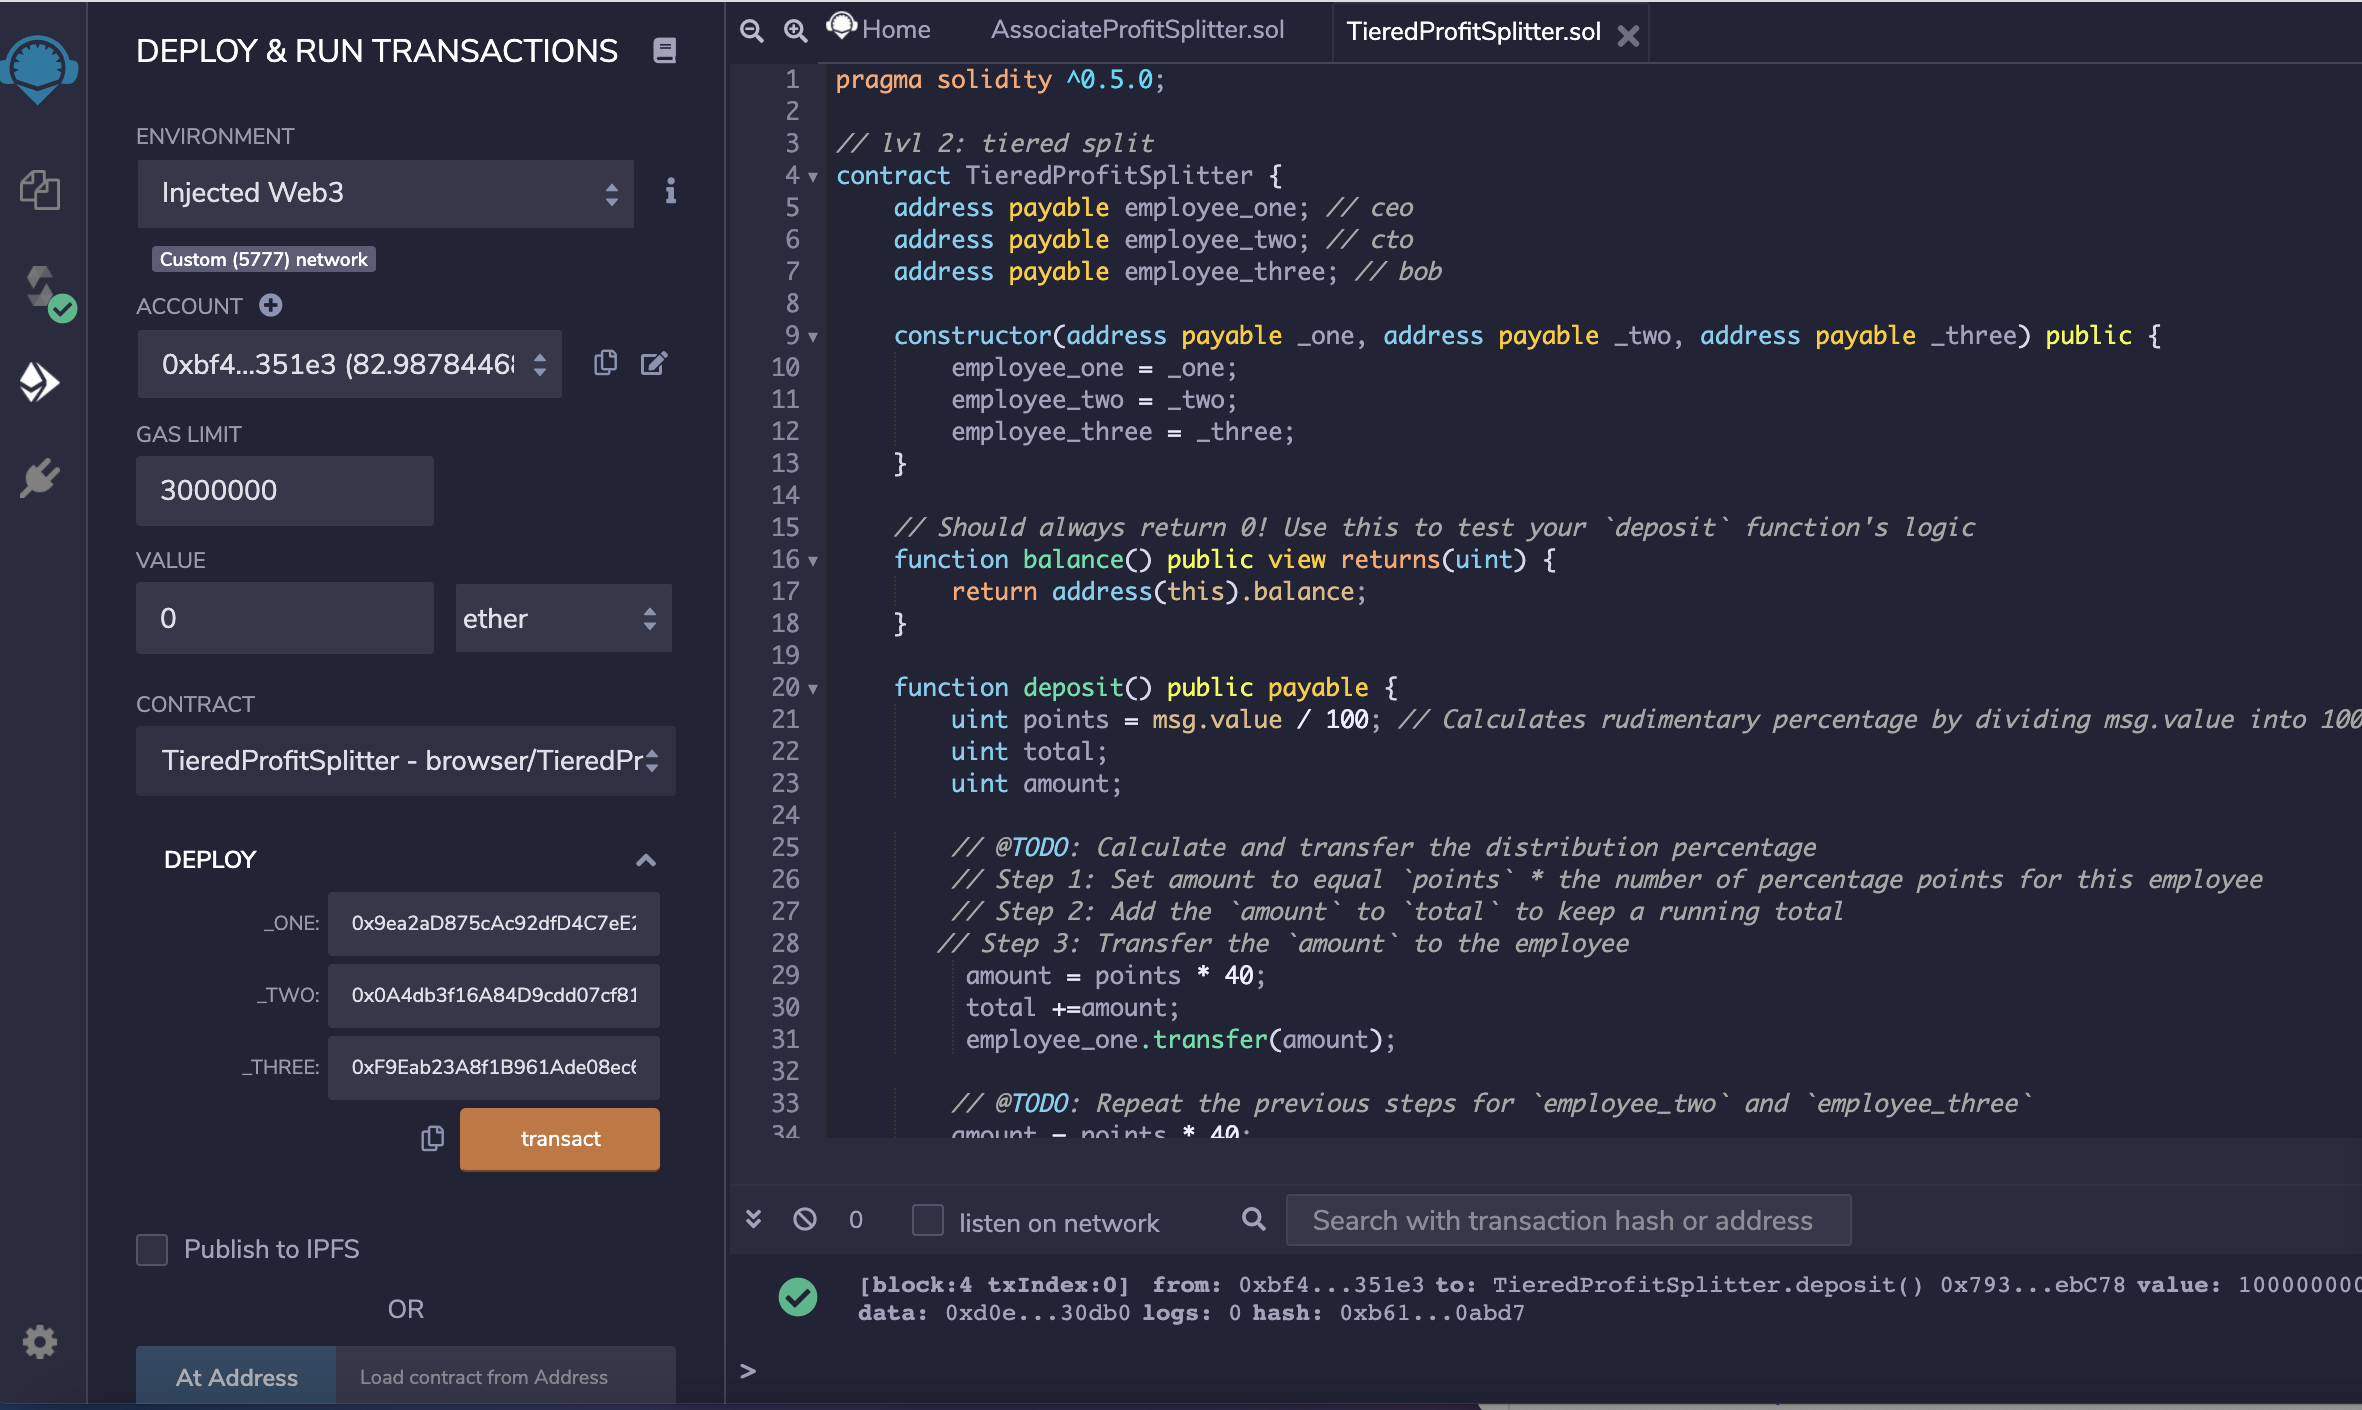 DEPLOY & RUN TRANSACTIONS
ENVIRONMENT
Injected Web3
Custom (5777) network
ACCOUNT
0xbf4...351e3 (82.9878446
GAS LIMIT
3000000
VALUE
0
ether
CONTRACT
TieredProfitSplitter - browser/TieredPr
DEPLOY
_ONE: 0x9ea2aD875cAc92dfD4C7eE2
_TWO: 0x0A4db3f16A84D9cdd07cf81
_THREE: 0xF9Eab23A8f1B961Ade08ec6
transact
Publish to IPFS
OR
At Address
Load contract from Address
Home
AssociateProfitSplitter.sol
TieredProfitSplitter.sol
1 pragma solidity ^0.5.0;
2
3 // lvl 2: tiered split
4 contract TieredProfitSplitter {
5 address payable employee_one; // ceo
6 address payable employee_two; // cto
7 address payable employee_three; // bob
8
9 constructor(address payable _one, address payable _two, address payable _three) public {
10 employee_one = _one;
11 employee_two = _two;
12 employee_three = _three;
13 }
14
15 // Should always return 0! Use this to test your `deposit` function's logic
16 function balance() public view returns(uint) {
17 return address(this).balance;
18 }
19
20 function deposit() public payable {
21 uint points = msg.value / 100; // Calculates rudimentary percentage by dividing msg.value into 100
22 uint total;
23 uint amount;
24
25 // @TODO: Calculate and transfer the distribution percentage
26 // Step 1: Set amount to equal `points` * the number of percentage points for this employee
27 // Step 2: Add the `amount` to `total` to keep a running total
28 // Step 3: Transfer the `amount` to the employee
29 amount = points * 40;
30 total +=amount;
31 employee_one.transfer(amount);
32
33 // @TODO: Repeat the previous steps for `employee_two` and `employee_three`
34 amount = points * 40;
0
listen on network
Search with transaction hash or address
[block:4 txIndex:0] from: 0xbf4...351e3 to: TieredProfitSplitter.deposit() 0x793...ebC78 value: 100000000
data: 0xd0e...30db0 logs: 0 hash: 0xb61...0abd7
>